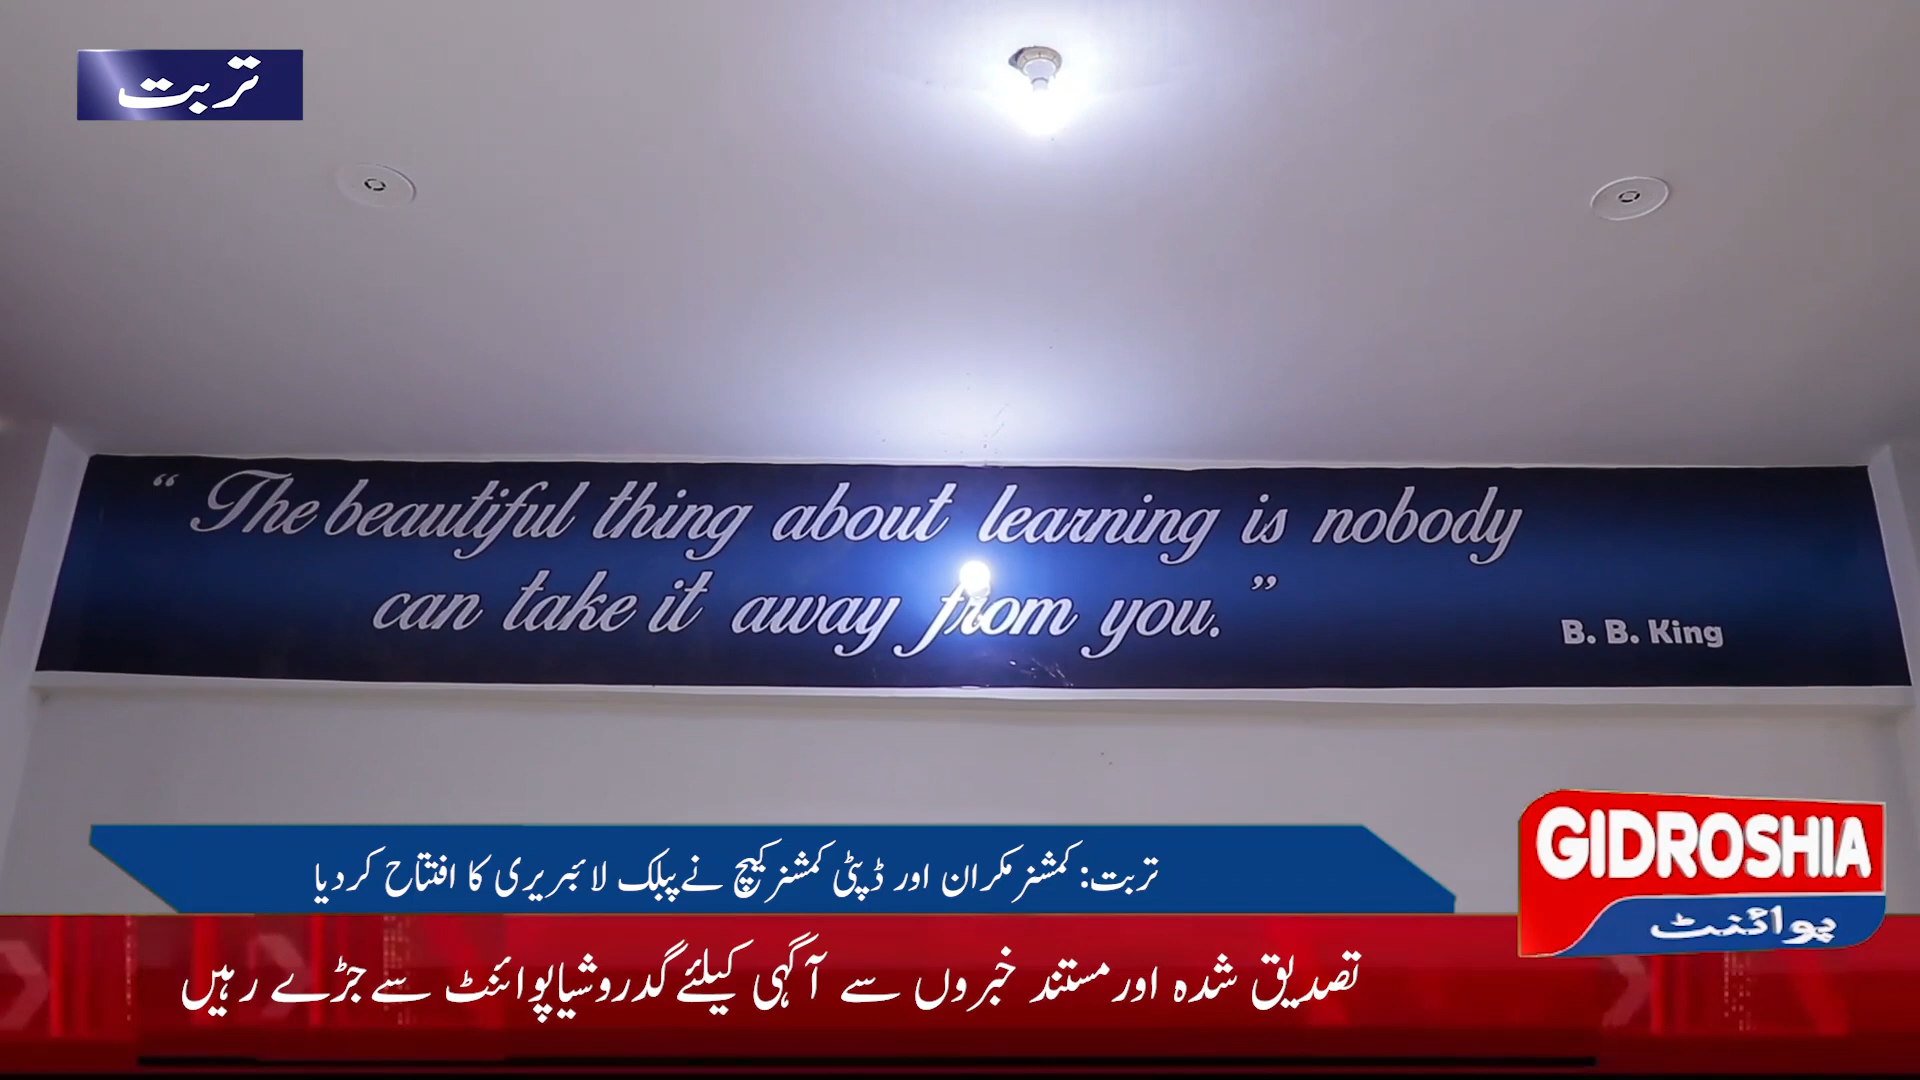 تربت
“ The beautiful thing about learning is nobody
can take it away from you. ”
B. B. King
تربت: کمشنر مکران اور ڈپٹی کمشنر کیچ نے پبلک لائبریری کا افتتاح کردیا
GIDROSHIA
پوائنٹ
تصدیق شدہ اور مستند خبروں سے آگہی کیلئے گدروشیا پوائنٹ سے جڑے رہیں